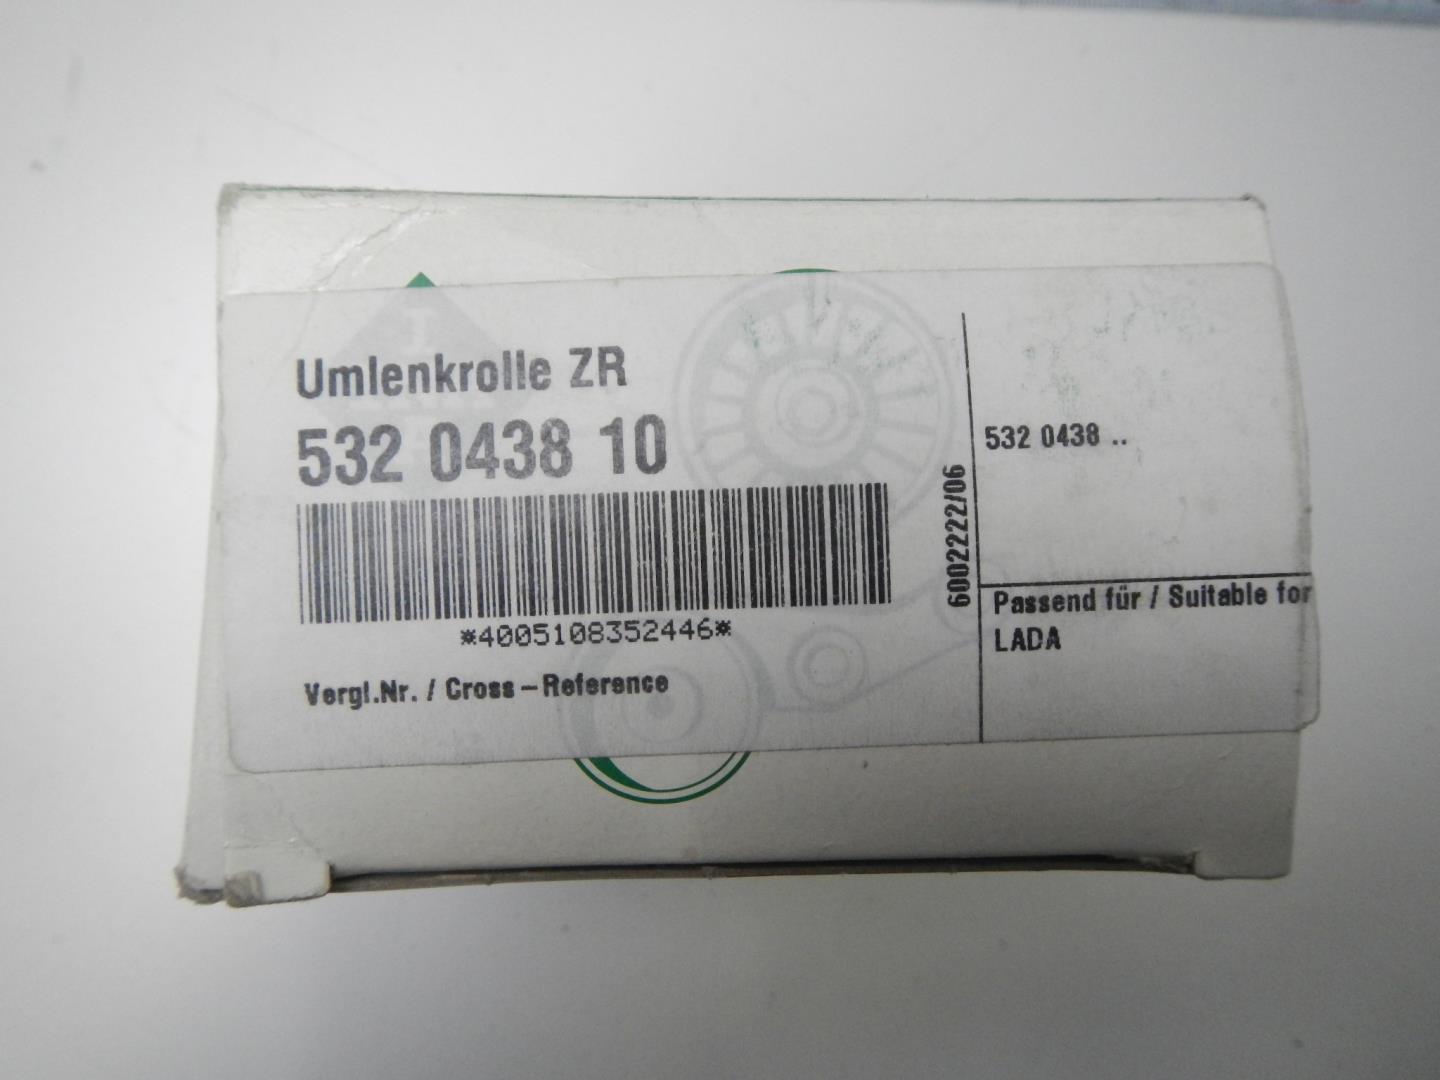 Umlenkrolle ZR
532 0438 10
*4005108352446*
Vergl.Nr. / Cross-Reference
6002222/06
532 0438 ..
Passend für / Suitable for
LADA